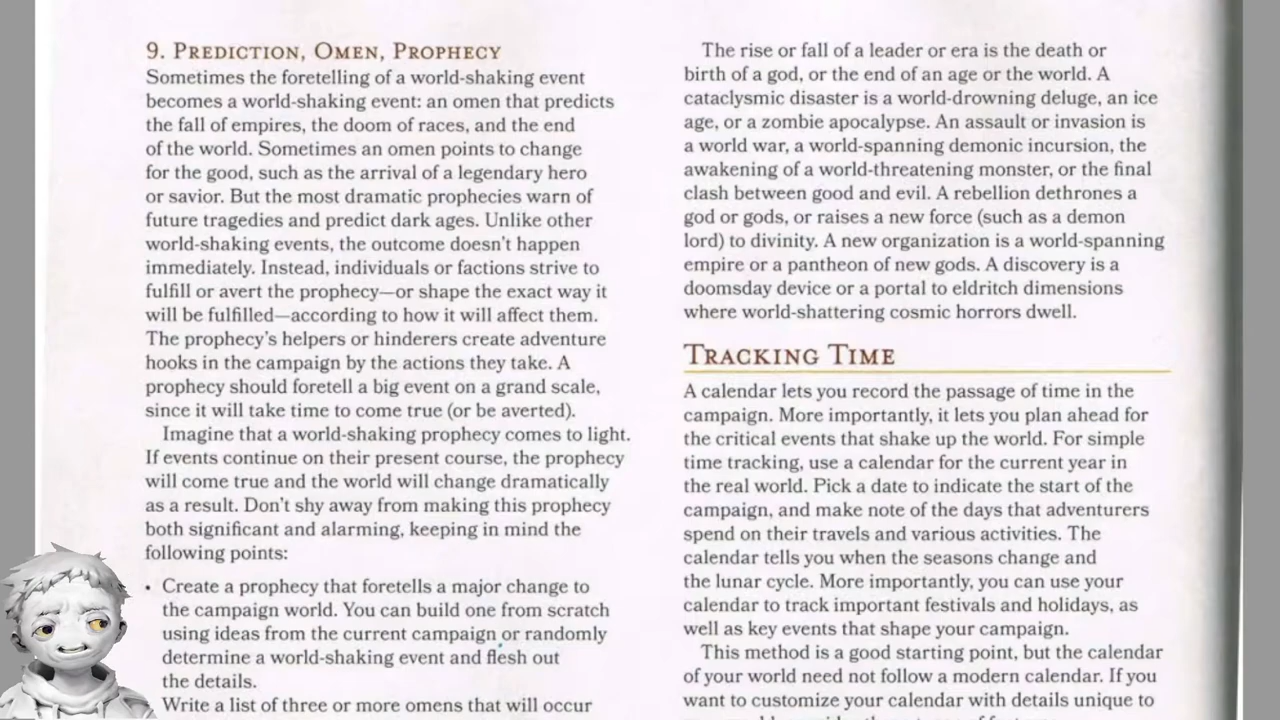 9. Prediction, Omen, Prophecy
Sometimes the foretelling of a world-shaking event
becomes a world-shaking event: an omen that predicts
the fall of empires, the doom of races, and the end
of the world. Sometimes an omen points to change
for the good, such as the arrival of a legendary hero
or savior. But the most dramatic prophecies warn of
future tragedies and predict dark ages. Unlike other
world-shaking events, the outcome doesn't happen
immediately. Instead, individuals or factions strive to
fulfill or avert the prophecy—or shape the exact way it
will be fulfilled—according to how it will affect them.
The prophecy's helpers or hinderers create adventure
hooks in the campaign by the actions they take. A
prophecy should foretell a big event on a grand scale,
since it will take time to come true (or be averted).
Imagine that a world-shaking prophecy comes to light.
If events continue on their present course, the prophecy
will come true and the world will change dramatically
as a result. Don't shy away from making this prophecy
both significant and alarming, keeping in mind the
following points:
• Create a prophecy that foretells a major change to
the campaign world. You can build one from scratch
using ideas from the current campaign or randomly
determine a world-shaking event and flesh out
the details.
Write a list of three or more omens that will occur
The rise or fall of a leader or era is the death or
birth of a god, or the end of an age or the world. A
cataclysmic disaster is a world-drowning deluge, an ice
age, or a zombie apocalypse. An assault or invasion is
a world war, a world-spanning demonic incursion, the
awakening of a world-threatening monster, or the final
clash between good and evil. A rebellion dethrones a
god or gods, or raises a new force (such as a demon
lord) to divinity. A new organization is a world-spanning
empire or a pantheon of new gods. A discovery is a
doomsday device or a portal to eldritch dimensions
where world-shattering cosmic horrors dwell.
Tracking Time
A calendar lets you record the passage of time in the
campaign. More importantly, it lets you plan ahead for
the critical events that shake up the world. For simple
time tracking, use a calendar for the current year in
the real world. Pick a date to indicate the start of the
campaign, and make note of the days that adventurers
spend on their travels and various activities. The
calendar tells you when the seasons change and
the lunar cycle. More importantly, you can use your
calendar to track important festivals and holidays, as
well as key events that shape your campaign.
This method is a good starting point, but the calendar
of your world need not follow a modern calendar. If you
want to customize your calendar with details unique to